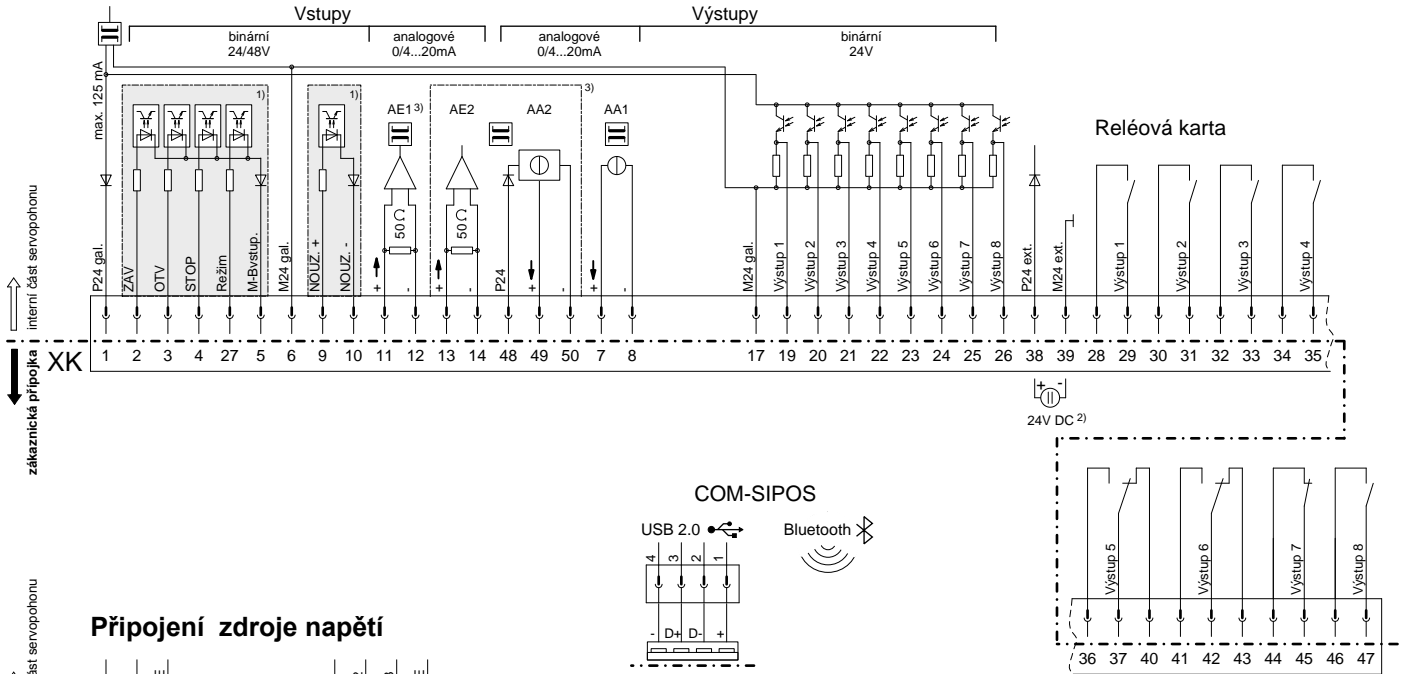 Vstupy
Výstupy
binární
24/48V
analogové
0/4...20mA
analogové
0/4...20mA
binární
24V
max. 125 mA
1)
1)
AE1 3)
AE2
AA2
3)
AA1
Reléová karta
50 Ω
50 Ω
interní část servopohonu
P24 gal.
ZAV
OTV
STOP
Režim
M-Bvstup.
M24 gal.
NOUZ. +
NOUZ. -
+
-
+
-
P24
+
-
+
-
M24 gal.
Výstup 1
Výstup 2
Výstup 3
Výstup 4
Výstup 5
Výstup 6
Výstup 7
Výstup 8
P24 ext.
M24 ext.
Výstup 1
Výstup 2
Výstup 3
Výstup 4
zákaznická přípojka
XK
1 2 3 4 27 5 6 9 10 11 12 13 14 48 49 50 7 8 17 19 20 21 22 23 24 25 26 38 39 28 29 30 31 32 33 34 35
+ -
24V DC 2)
COM-SIPOS
USB 2.0
Bluetooth
4 3 2 1
- D+ D- +
Výstup 5
Výstup 6
Výstup 7
Výstup 8
36 37 40 41 42 43 44 45 46 47
Připojení zdroje napětí
ást servopohonu